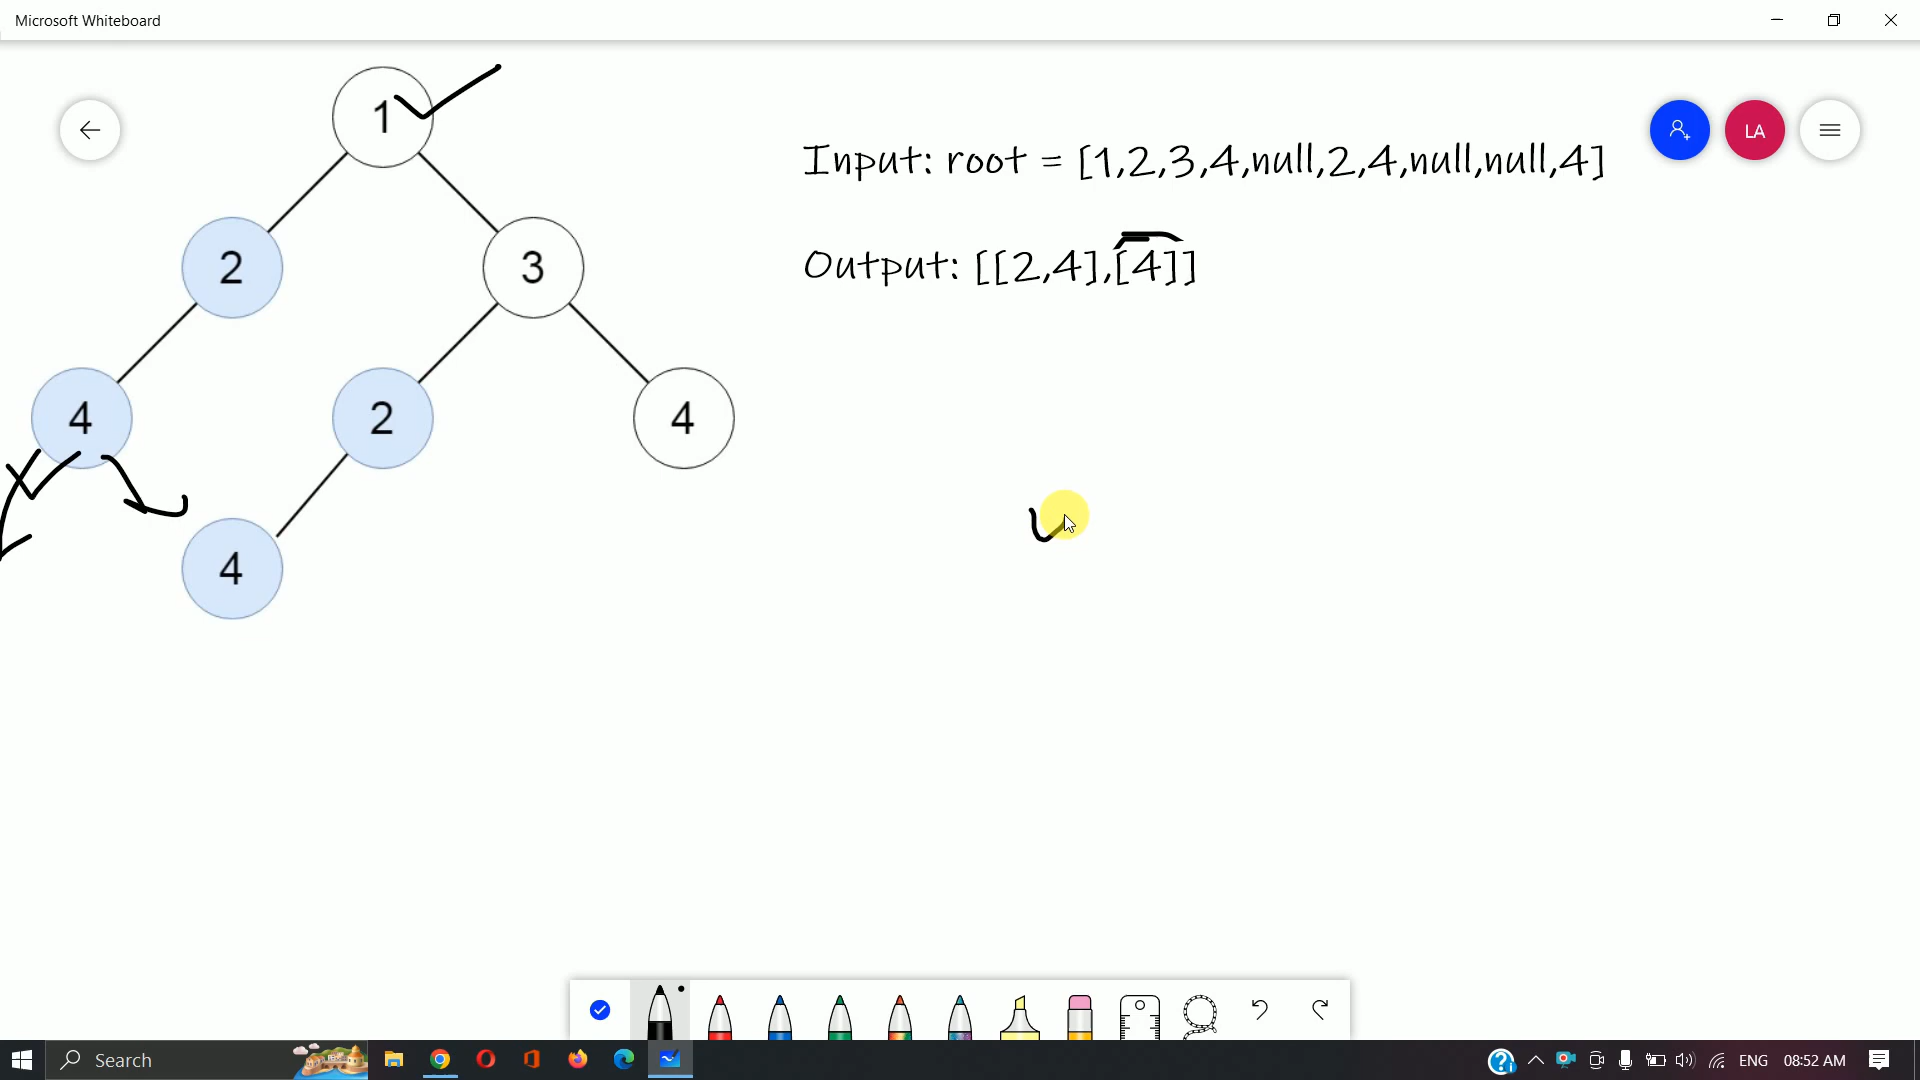 Microsoft Whiteboard
1
LA
Input: root = [1,2,3,4,null,2,4,null,null,4]
2
3
Output: [[2,4],[4]]
4
2
4
4
Search
ENG
08:52 AM